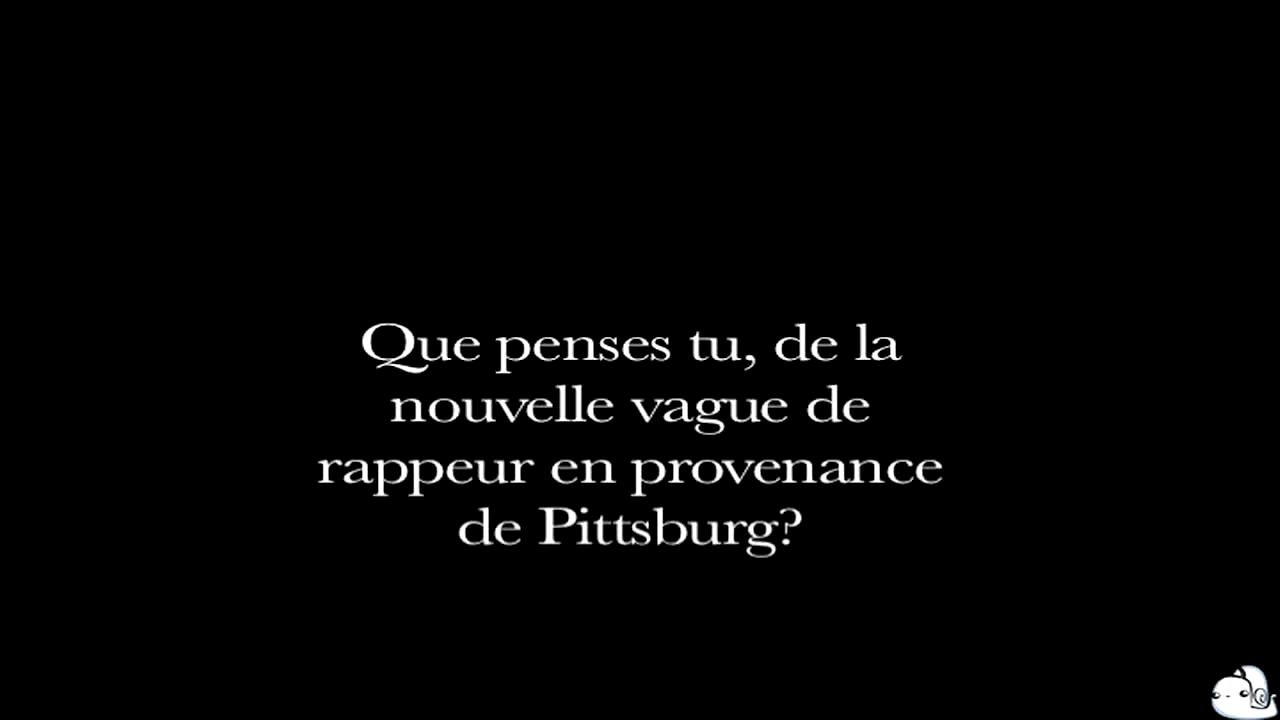 Que penses tu, de la
nouvelle vague de
rappeur en provenance
de Pittsburg?